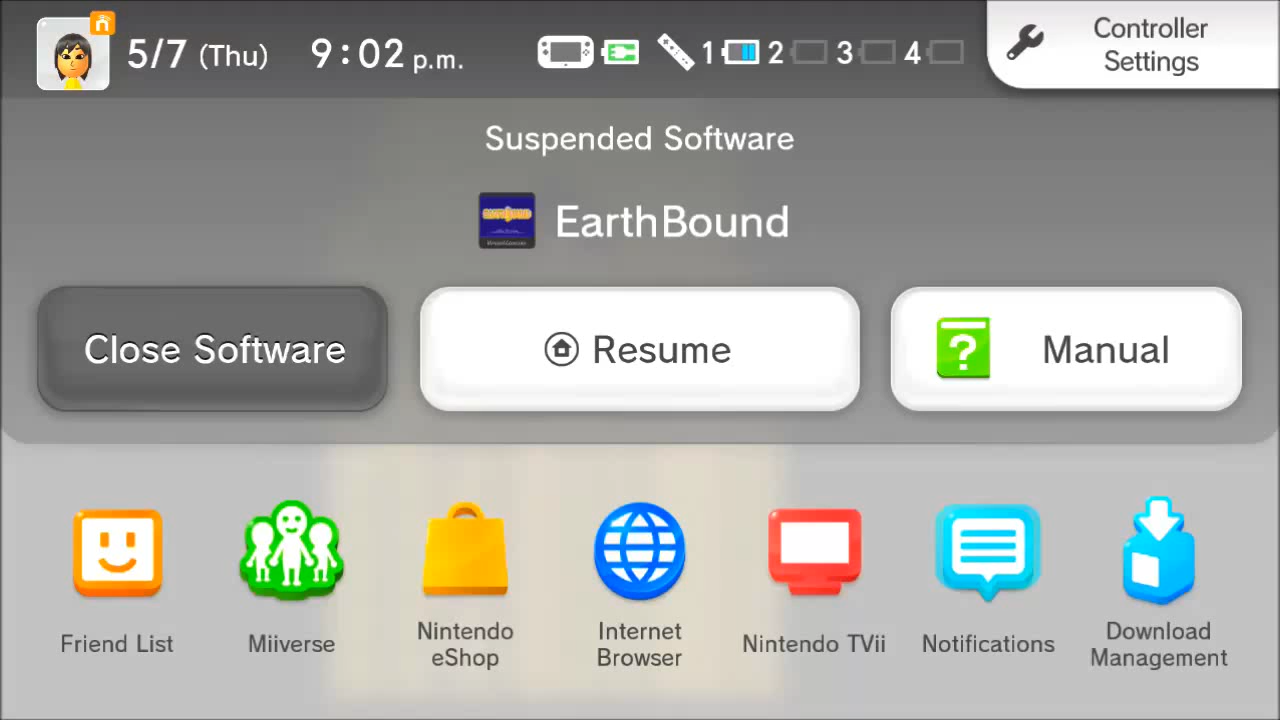 5/7 (Thu) 9:02 p.m. 1 2 3 4
Controller
Settings
Suspended Software
EarthBound
Close Software
Resume
? Manual
Friend List
Miiverse
Nintendo
eShop
Internet
Browser
Nintendo TVii
Notifications
Download
Management